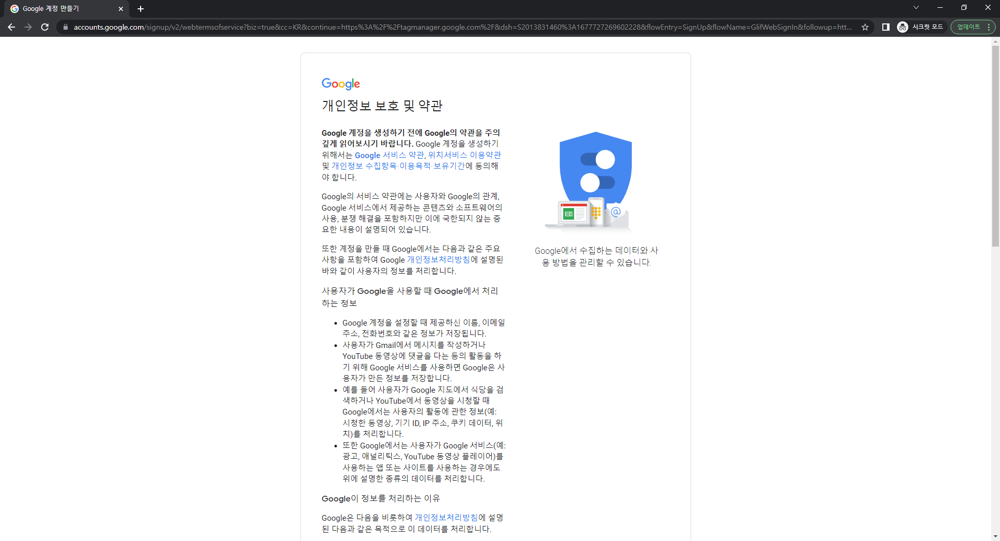 Google 계정 만들기
accounts.google.com/signup/v2/webtermsofservice?biz=true&cc=KR&continue=https%3A%2F%2Ftagmanager.google.com%2F&dsh=S2013831460%3A1677727269602228&flowEntry=SignUp&flowName=GlifWebSignIn&followup=htt...
시크릿 모드
업데이트
Google
개인정보 보호 및 약관
Google 계정을 생성하기 전에 Google의 약관을 주의
깊게 읽어보시기 바랍니다. Google 계정을 생성하기
위해서는 Google 서비스 약관, 위치서비스 이용약관
및 개인정보 수집항목·이용목적·보유기간에 동의해
야 합니다.
Google의 서비스 약관에는 사용자와 Google의 관계,
Google 서비스에서 제공하는 콘텐츠와 소프트웨어의
사용, 분쟁 해결을 포함하지만 이에 국한되지 않는 중
요한 내용이 설명되어 있습니다.
또한 계정을 만들 때 Google에서는 다음과 같은 주요
사항을 포함하여 Google 개인정보처리방침에 설명된
바와 같이 사용자의 정보를 처리합니다.
사용자가 Google을 사용할 때 Google에서 처리
하는 정보
• Google 계정을 설정할 때 제공하신 이름, 이메일
주소, 전화번호와 같은 정보가 저장됩니다.
• 사용자가 Gmail에서 메시지를 작성하거나
YouTube 동영상에 댓글을 다는 등의 활동을 하
기 위해 Google 서비스를 사용하면 Google은 사
용자가 만든 정보를 저장합니다.
• 예를 들어 사용자가 Google 지도에서 식당을 검
색하거나 YouTube에서 동영상을 시청할 때
Google에서는 사용자의 활동에 관한 정보(예:
시청한 동영상, 기기 ID, IP 주소, 쿠키 데이터, 위
치)를 처리합니다.
• 또한 Google에서는 사용자가 Google 서비스(예:
광고, 애널리틱스, YouTube 동영상 플레이어)를
사용하는 앱 또는 사이트를 사용하는 경우에도
위에 설명한 종류의 데이터를 처리합니다.
Google이 정보를 처리하는 이유
Google은 다음을 비롯하여 개인정보처리방침에 설명
된 다음과 같은 목적으로 이 데이터를 처리합니다.
@
Google에서 수집하는 데이터와 사
용 방법을 관리할 수 있습니다.